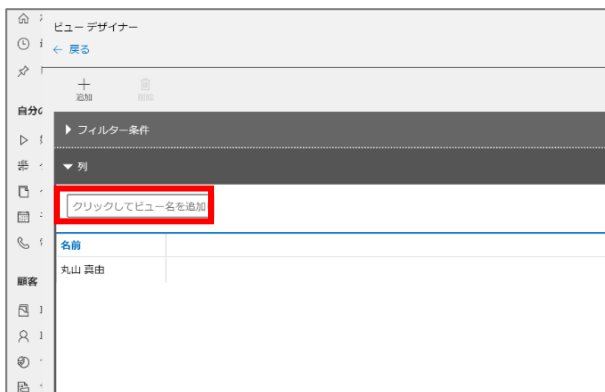 ビュー デザイナー
← 戻る
追加
削除
自分の
フィルター条件
列
クリックしてビュー名を追加
名前
丸山 真由
顧客